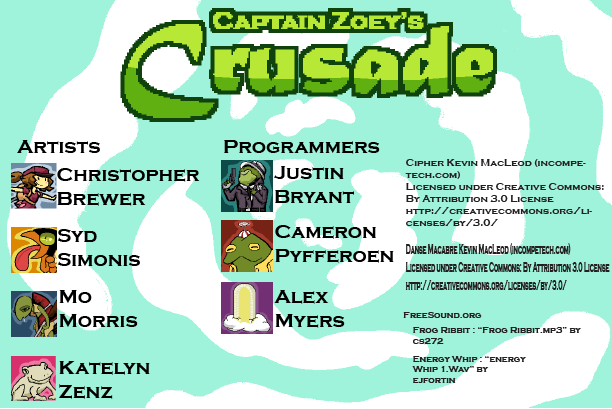 Captain Zoey's
Crusade
Artists
Christopher
Brewer
Syd
Simonis
Mo
Morris
Katelyn
Zenz
Programmers
Justin
Bryant
Cameron
Pyfferoen
Alex
Myers
Cipher Kevin MacLeod (incompe-
tech.com)
Licensed under Creative Commons:
By Attribution 3.0 License
http://creativecommons.org/li-
censes/by/3.0/
Danse Macabre Kevin MacLeod (incompetech.com)
Licensed under Creative Commons: By Attribution 3.0 License
http://creativecommons.org/licenses/by/3.0/
FreeSound.org
Frog Ribbit : "Frog Ribbit.mp3" by
cs272
Energy Whip : "energy
Whip 1.Wav" by
ejfortin